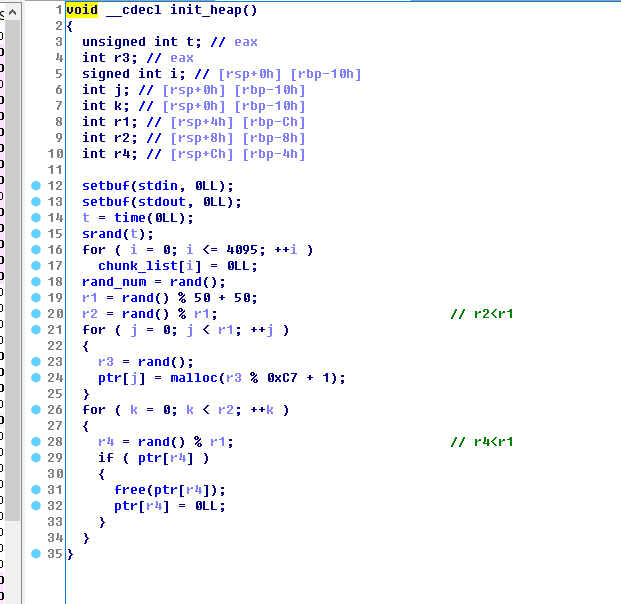 1 void __cdecl init_heap()
2 {
3   unsigned int t; // eax
4   int r3; // eax
5   signed int i; // [rsp+0h] [rbp-10h]
6   int j; // [rsp+0h] [rbp-10h]
7   int k; // [rsp+0h] [rbp-10h]
8   int r1; // [rsp+4h] [rbp-Ch]
9   int r2; // [rsp+8h] [rbp-8h]
10   int r4; // [rsp+Ch] [rbp-4h]
11
12   setbuf(stdin, 0LL);
13   setbuf(stdout, 0LL);
14   t = time(0LL);
15   srand(t);
16   for ( i = 0; i <= 4095; ++i )
17     chunk_list[i] = 0LL;
18   rand_num = rand();
19   r1 = rand() % 50 + 50;
20   r2 = rand() % r1; // r2<r1
21   for ( j = 0; j < r1; ++j )
22   {
23     r3 = rand();
24     ptr[j] = malloc(r3 % 0xC7 + 1);
25   }
26   for ( k = 0; k < r2; ++k )
27   {
28     r4 = rand() % r1; // r4<r1
29     if ( ptr[r4] )
30     {
31       free(ptr[r4]);
32       ptr[r4] = 0LL;
33     }
34   }
35 }